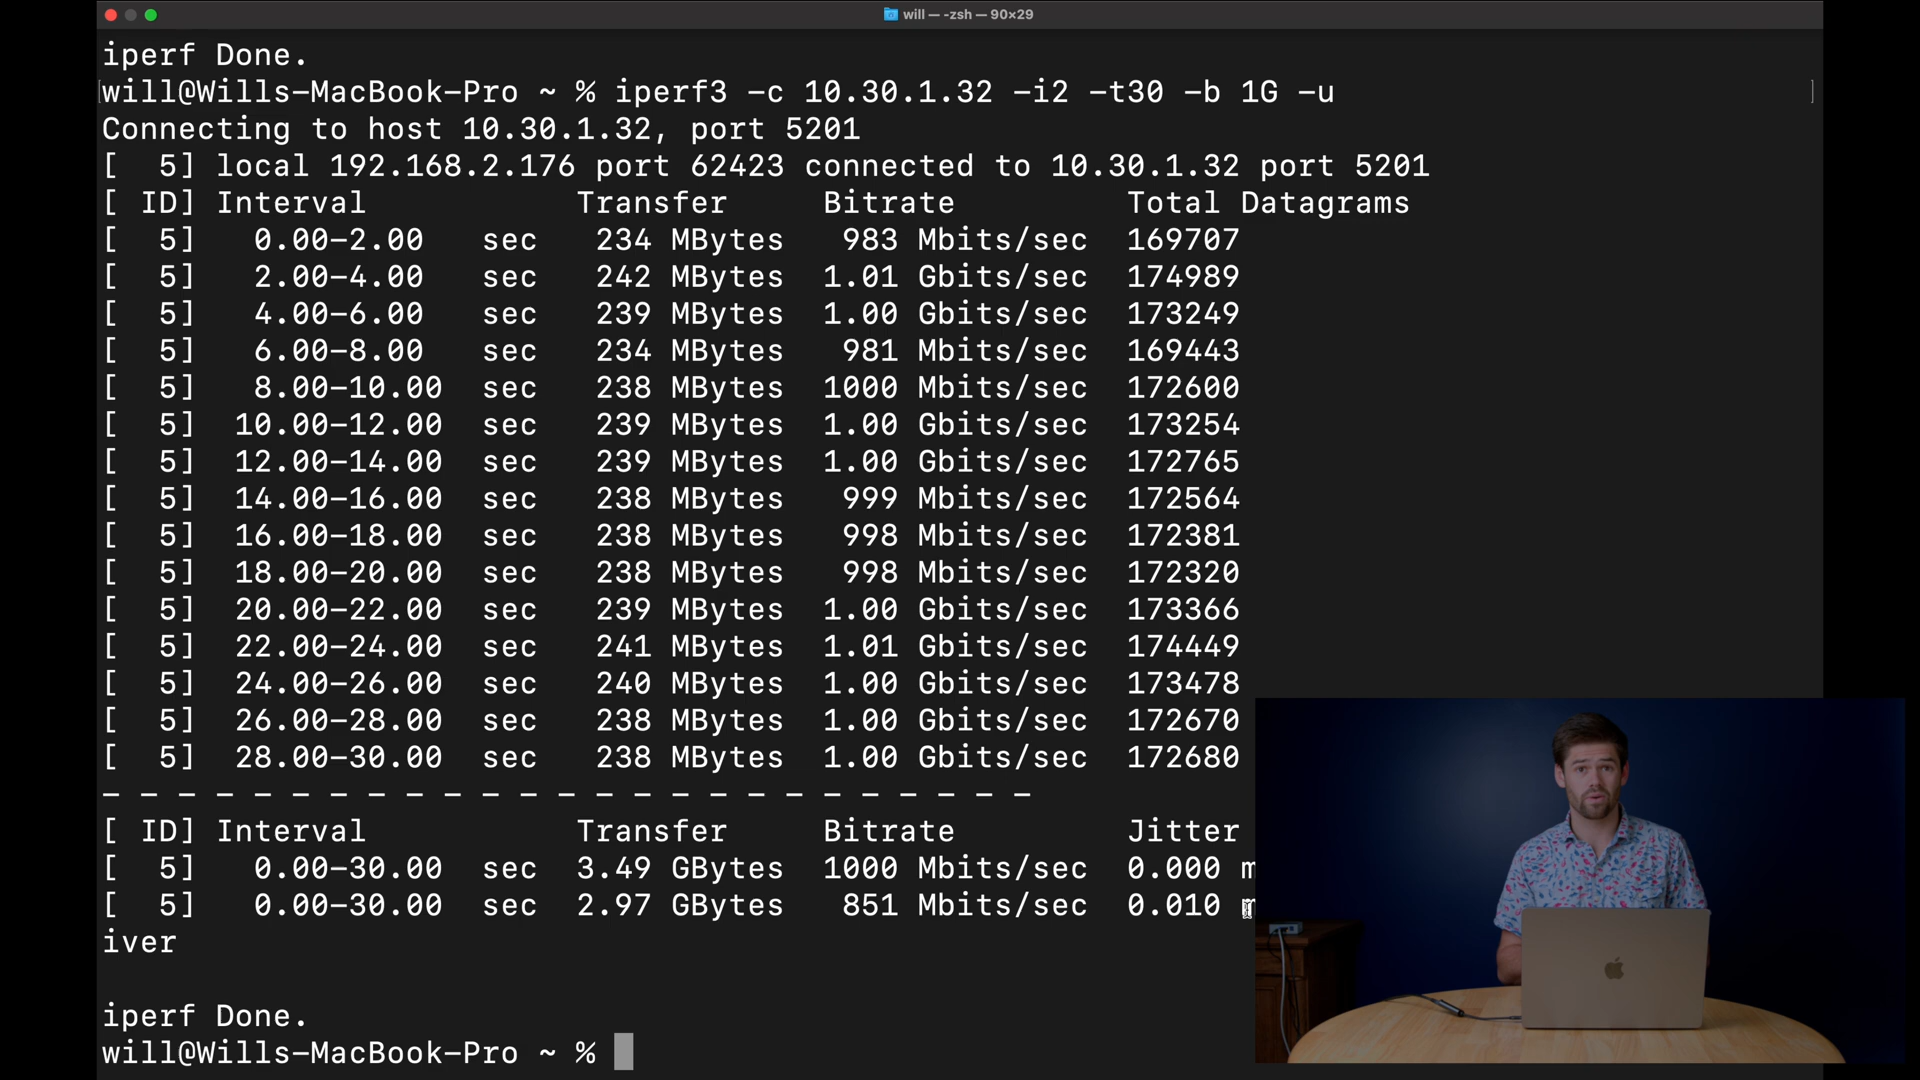 will — -zsh — 90×29
iperf Done.
will@Wills-MacBook-Pro ~ % iperf3 -c 10.30.1.32 -i2 -t30 -b 1G -u
Connecting to host 10.30.1.32, port 5201
[  5] local 192.168.2.176 port 62423 connected to 10.30.1.32 port 5201
[ ID] Interval           Transfer     Bitrate         Total Datagrams
[  5]   0.00-2.00   sec   234 MBytes   983 Mbits/sec  169707
[  5]   2.00-4.00   sec   242 MBytes  1.01 Gbits/sec  174989
[  5]   4.00-6.00   sec   239 MBytes  1.00 Gbits/sec  173249
[  5]   6.00-8.00   sec   234 MBytes   981 Mbits/sec  169443
[  5]   8.00-10.00  sec   238 MBytes  1000 Mbits/sec  172600
[  5]  10.00-12.00  sec   239 MBytes  1.00 Gbits/sec  173254
[  5]  12.00-14.00  sec   239 MBytes  1.00 Gbits/sec  172765
[  5]  14.00-16.00  sec   238 MBytes   999 Mbits/sec  172564
[  5]  16.00-18.00  sec   238 MBytes   998 Mbits/sec  172381
[  5]  18.00-20.00  sec   238 MBytes   998 Mbits/sec  172320
[  5]  20.00-22.00  sec   239 MBytes  1.00 Gbits/sec  173366
[  5]  22.00-24.00  sec   241 MBytes  1.01 Gbits/sec  174449
[  5]  24.00-26.00  sec   240 MBytes  1.00 Gbits/sec  173478
[  5]  26.00-28.00  sec   238 MBytes  1.00 Gbits/sec  172670
[  5]  28.00-30.00  sec   238 MBytes  1.00 Gbits/sec  172680
- - - - - - - - - - - - - - - - - - - - - - - - -
[ ID] Interval           Transfer     Bitrate         Jitter
[  5]   0.00-30.00  sec  3.49 GBytes  1000 Mbits/sec  0.000
[  5]   0.00-30.00  sec  2.97 GBytes   851 Mbits/sec  0.010
iver
iperf Done.
will@Wills-MacBook-Pro ~ %